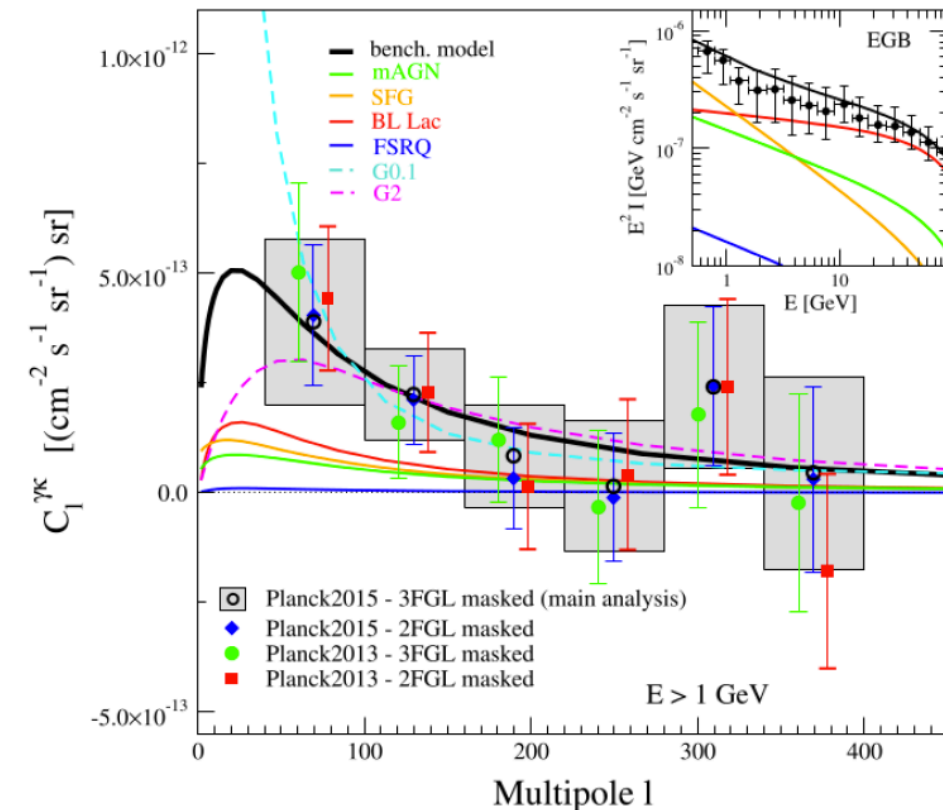 1.0×10⁻¹²
5.0×10⁻¹³
0.0
-5.0×10⁻¹³
C_l^γκ [(cm⁻² s⁻¹ sr⁻¹) sr]
bench. model
mAGN
SFG
BL Lac
FSRQ
G0.1
G2
EGB
10⁻⁶
10⁻⁷
10⁻⁸
E² I [GeV cm⁻² s⁻¹ sr⁻¹]
1 10
E [GeV]
Planck2015 - 3FGL masked (main analysis)
Planck2015 - 2FGL masked
Planck2013 - 3FGL masked
Planck2013 - 2FGL masked
E > 1 GeV
0 100 200 300 400
Multipole l